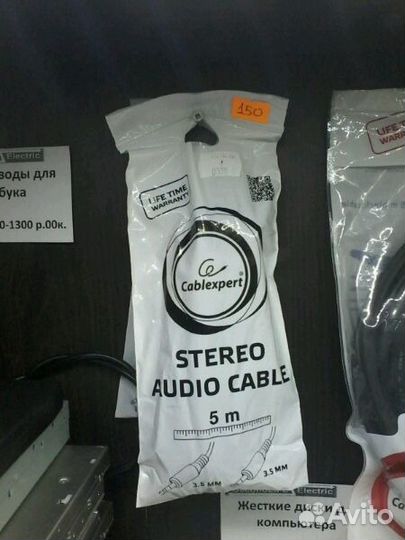 150
Electric
воды для
бука
0-1300 р.00к.
LIFE TIME
WARRANTY
Cablexpert
STEREO
AUDIO CABLE
5 m
3.5 MM
3.5 MM
LIFE TIME
Electric
Жесткие диски д
компьютера
Avito